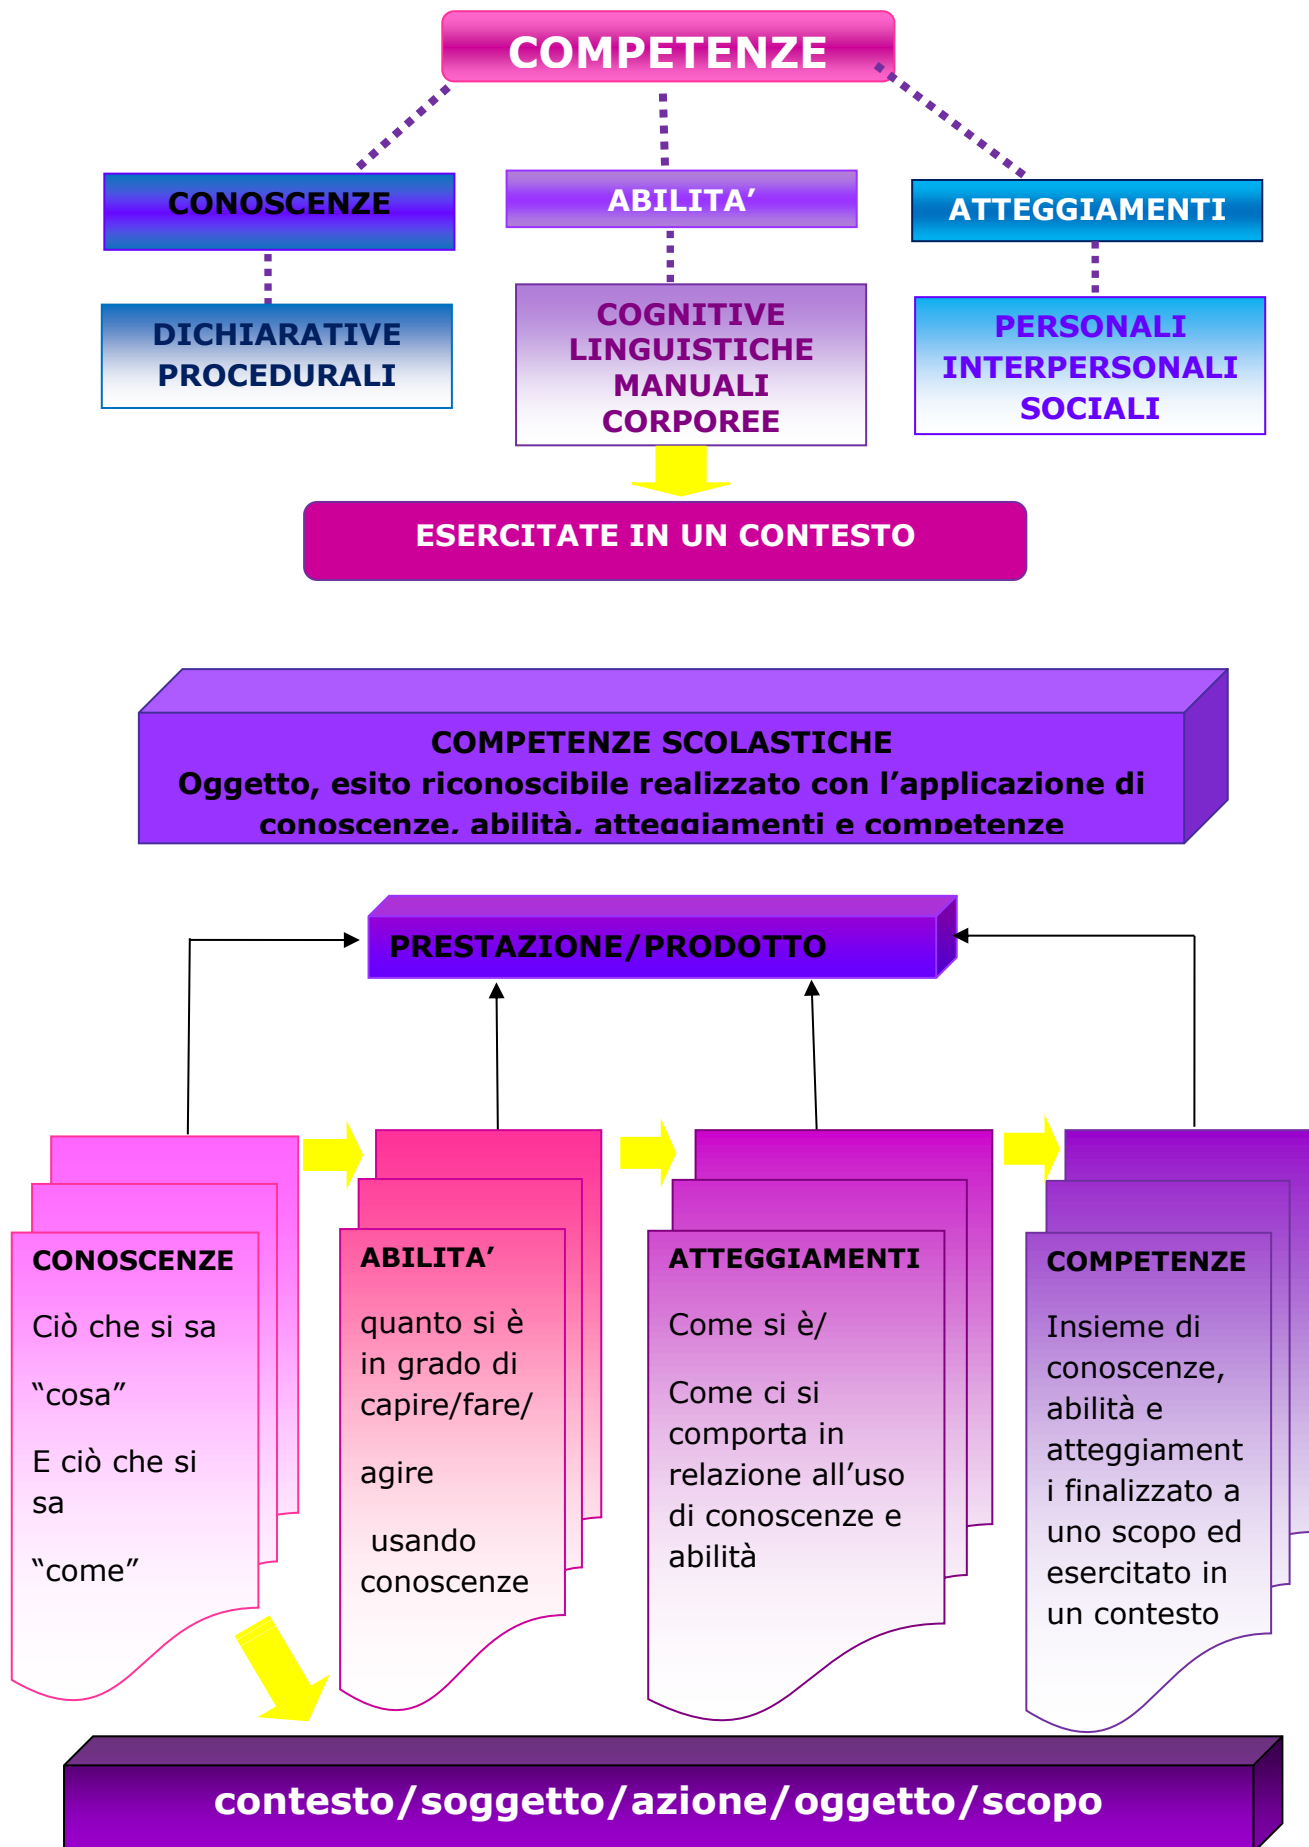 COMPETENZE
CONOSCENZE
ABILITA’
ATTEGGIAMENTI
DICHIARATIVE
PROCEDURALI
COGNITIVE
LINGUISTICHE
MANUALI
CORPOREE
PERSONALI
INTERPERSONALI
SOCIALI
ESERCITATE IN UN CONTESTO
COMPETENZE SCOLASTICHE
Oggetto, esito riconoscibile realizzato con l’applicazione di
conoscenze, abilità, atteggiamenti e competenze
PRESTAZIONE/PRODOTTO
CONOSCENZE
Ciò che si sa
“cosa”
E ciò che si
sa
“come”
ABILITA’
quanto si è
in grado di
capire/fare/
agire
usando
conoscenze
ATTEGGIAMENTI
Come si è/
Come ci si
comporta in
relazione all’uso
di conoscenze e
abilità
COMPETENZE
Insieme di
conoscenze,
abilità e
atteggiament
i finalizzato a
uno scopo ed
esercitato in
un contesto
contesto/soggetto/azione/oggetto/scopo